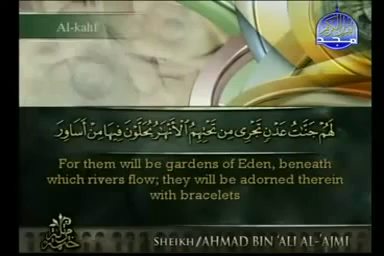 Al-kahf
لَهُمْ جَنَّٰتُ عَدْنٍ تَجْرِى مِن تَحْتِهِمُ ٱلْأَنْهَٰرُ يُحَلَّوْنَ فِيهَا مِنْ أَسَاوِرَ
For them will be gardens of Eden, beneath
which rivers flow; they will be adorned therein
with bracelets
SHEIKH/AHMAD BIN 'ALI AL-'AJMI